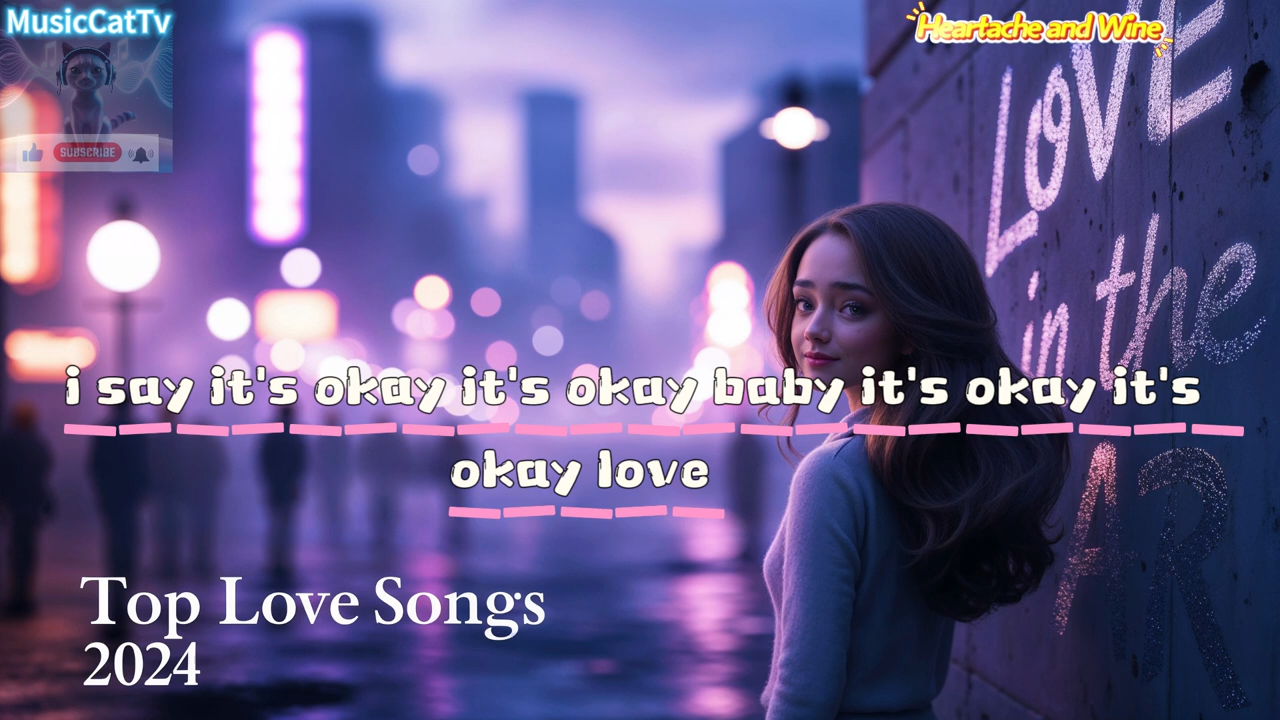 MusicCatTv
Heartache and Wine
SUBSCRIBE
LOVE
in the
AR
i say it's okay it's okay baby it's okay it's
okay love
Top Love Songs
2024